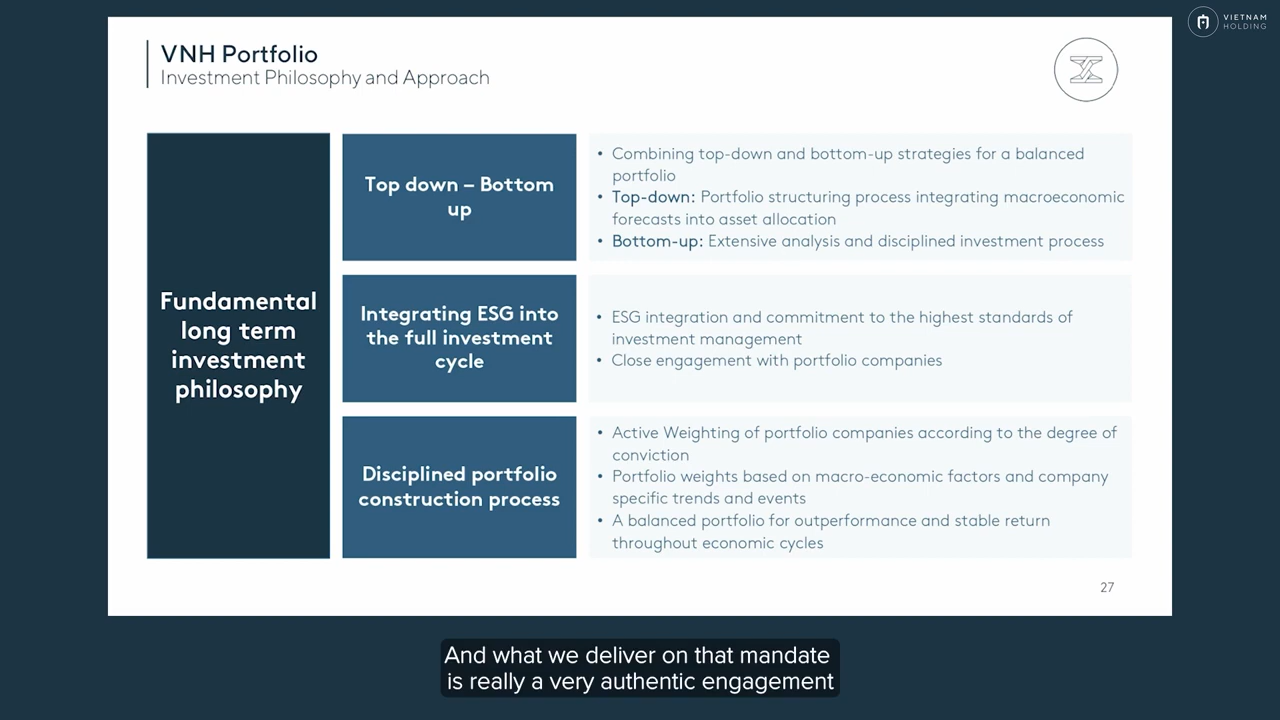 VIETNAM
HOLDING
VNH Portfolio
Investment Philosophy and Approach
Fundamental
long term
investment
philosophy
Top down – Bottom
up
• Combining top-down and bottom-up strategies for a balanced
portfolio
• Top-down: Portfolio structuring process integrating macroeconomic
forecasts into asset allocation
• Bottom-up: Extensive analysis and disciplined investment process
Integrating ESG into
the full investment
cycle
• ESG integration and commitment to the highest standards of
investment management
• Close engagement with portfolio companies
Disciplined portfolio
construction process
• Active Weighting of portfolio companies according to the degree of
conviction
• Portfolio weights based on macro-economic factors and company
specific trends and events
• A balanced portfolio for outperformance and stable return
throughout economic cycles
27
And what we deliver on that mandate
is really a very authentic engagement